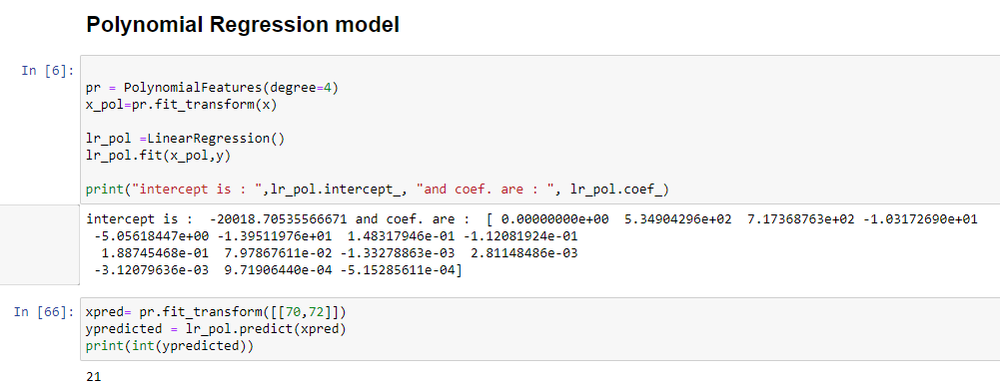 Polynomial Regression model
In [6]:
pr = PolynomialFeatures(degree=4)
x_pol=pr.fit_transform(x)
lr_pol =LinearRegression()
lr_pol.fit(x_pol,y)
print("intercept is : ",lr_pol.intercept_, "and coef. are : ", lr_pol.coef_)
intercept is :  -20018.70535566671 and coef. are :  [ 0.00000000e+00  5.34904296e+02  7.17368763e+02 -1.03172690e+01
 -5.05618447e+00 -1.39511976e+01  1.48317946e-01 -1.12081924e-01
  1.88745468e-01  7.97867611e-02 -1.33278863e-03  2.81148486e-03
 -3.12079636e-03  9.71906440e-04 -5.15285611e-04]
In [66]:
xpred= pr.fit_transform([[70,72]])
ypredicted = lr_pol.predict(xpred)
print(int(ypredicted))
21